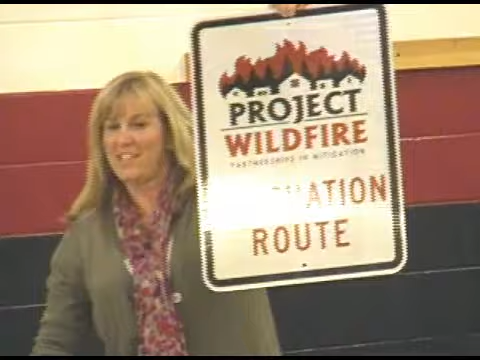 PROJECT
WILDFIRE
PARTNERSHIPS IN MITIGATION
ROUTE